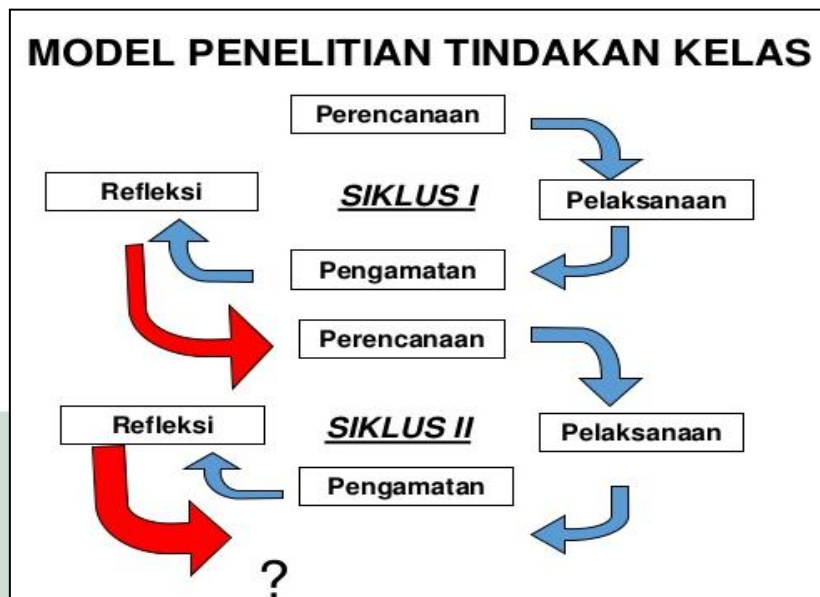 MODEL PENELITIAN TINDAKAN KELAS
Perencanaan
Refleksi
SIKLUS I
Pelaksanaan
Pengamatan
Perencanaan
Refleksi
SIKLUS II
Pelaksanaan
Pengamatan
?